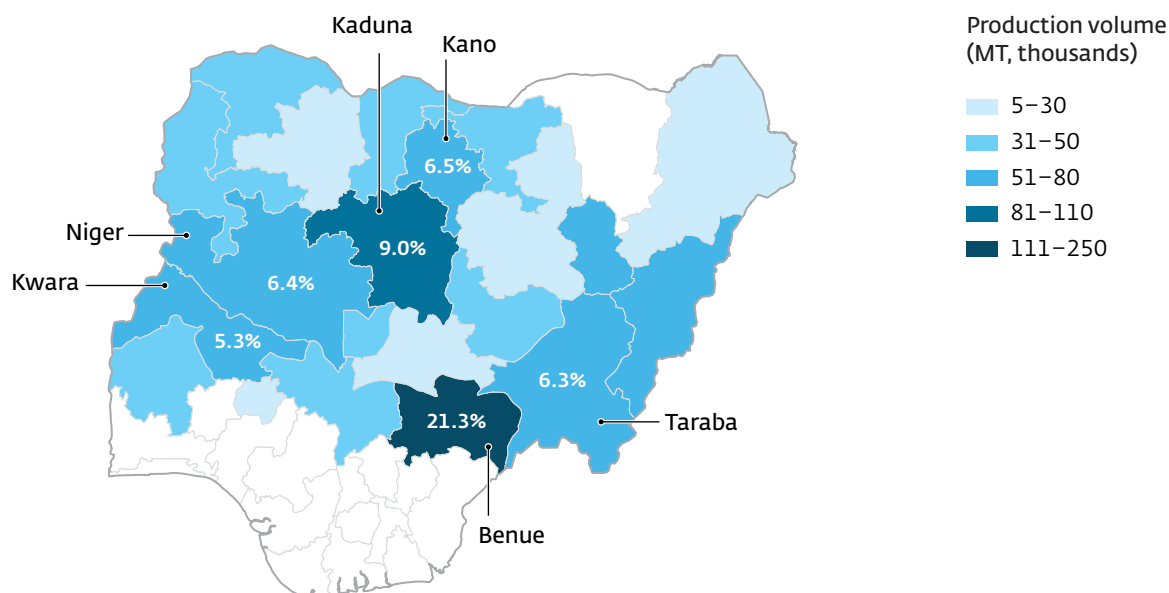 Kaduna
Kano
Production volume
(MT, thousands)
5–30
31–50
51–80
81–110
111–250
6.5%
Niger
9.0%
Kwara
6.4%
5.3%
6.3%
21.3%
Taraba
Benue